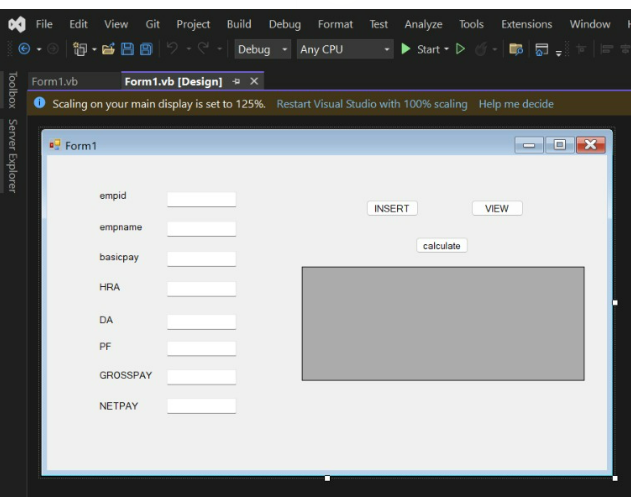 File Edit View Git Project Build Debug Format Test Analyze Tools Extensions Window
Debug Any CPU Start
Form1.vb Form1.vb [Design]
Scaling on your main display is set to 125%. Restart Visual Studio with 100% scaling Help me decide
Toolbox
Server Explorer
Form1
empid
INSERT VIEW
empname
calculate
basicpay
HRA
DA
PF
GROSSPAY
NETPAY